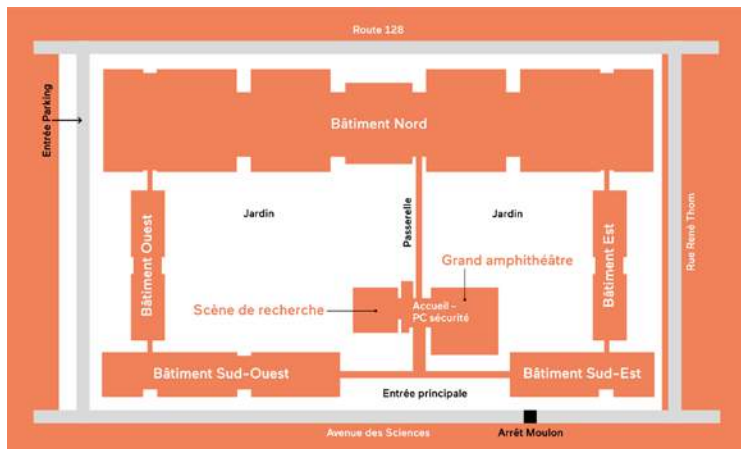 Route 128
Entrée Parking
Bâtiment Nord
Bâtiment Ouest
Jardin
Passerelle
Jardin
Bâtiment Est
Rue René Thom
Grand amphithéâtre
Scène de recherche
Accueil –
PC sécurité
Bâtiment Sud-Ouest
Bâtiment Sud-Est
Entrée principale
Avenue des Sciences
Arrêt Moulon